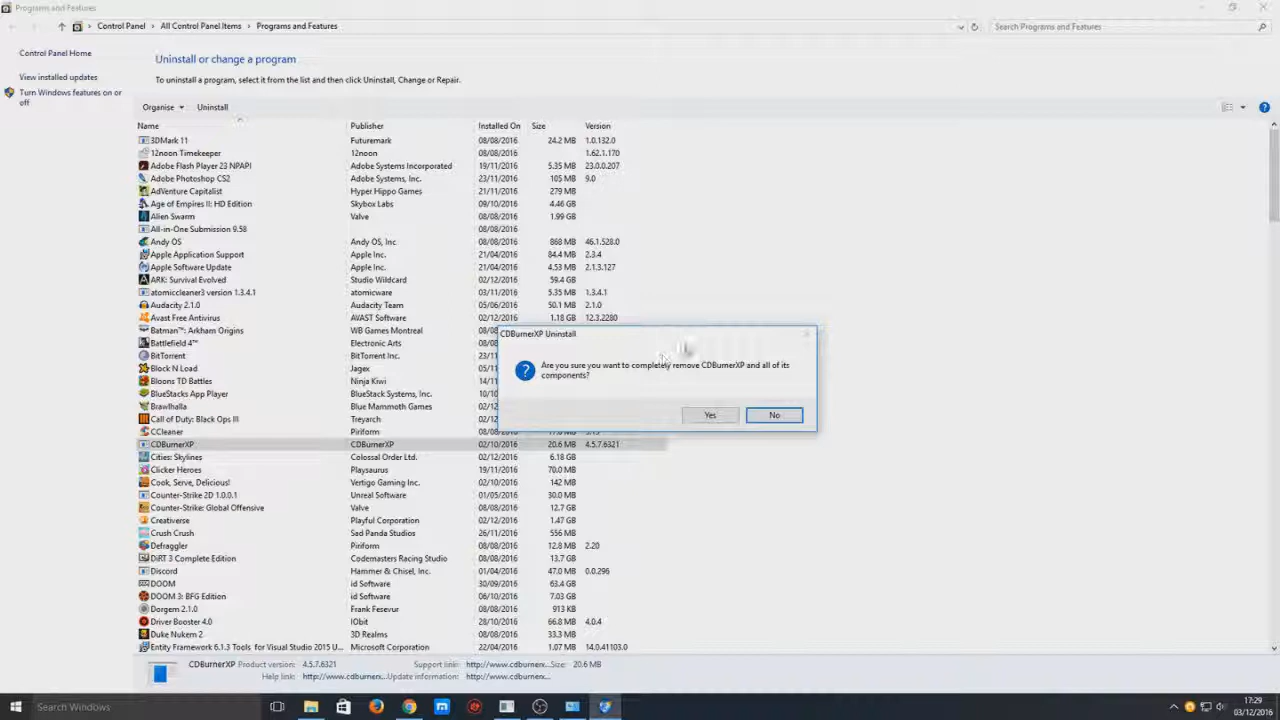 Programs and Features
Control Panel > All Control Panel Items > Programs and Features
Search Programs and Features
Control Panel Home
View installed updates
Turn Windows features on or
off
Uninstall or change a program
To uninstall a program, select it from the list and then click Uninstall, Change or Repair.
Organise Uninstall
Name Publisher Installed On Size Version
3DMark 11 Futuremark 08/08/2016 24.2 MB 1.0.132.0
12noon Timekeeper 12noon 08/08/2016 1.62.1.170
Adobe Flash Player 23 NPAPI Adobe Systems Incorporated 19/11/2016 5.35 MB 23.0.0.207
Adobe Photoshop CS2 Adobe Systems, Inc. 23/11/2016 105 MB 9.0
AdVenture Capitalist Hyper Hippo Games 21/11/2016 279 MB
Age of Empires II: HD Edition Skybox Labs 09/10/2016 4.46 GB
Alien Swarm Valve 08/08/2016 1.99 GB
All-in-One Submission 9.58 08/08/2016
Andy OS Andy OS, Inc 08/08/2016 868 MB 46.1.528.0
Apple Application Support Apple Inc. 21/04/2016 84.4 MB 2.3.4
Apple Software Update Apple Inc. 21/04/2016 4.53 MB 2.1.3.127
ARK: Survival Evolved Studio Wildcard 02/12/2016 59.4 GB
atomiccleaner3 version 1.3.4.1 atomicware 03/11/2016 5.35 MB 1.3.4.1
Audacity 2.1.0 Audacity Team 05/06/2016 50.1 MB 2.1.0
Avast Free Antivirus AVAST Software 02/12/2016 1.18 GB 12.3.2280
Batman™: Arkham Origins WB Games Montreal 08/0
Battlefield 4™ Electronic Arts 08/0
BitTorrent BitTorrent Inc. 23/1
Block N Load Jagex 02/1
Bloons TD Battles Ninja Kiwi 14/1
BlueStacks App Player BlueStack Systems, Inc.
Brawlhalla Blue Mammoth Games 02/12
Call of Duty: Black Ops III Treyarch 02/12
CCleaner Piriform
CDBurnerXP CDBurnerXP 02/10/2016 20.6 MB 4.5.7.6321
Cities: Skylines Colossal Order Ltd. 02/12/2016 6.18 GB
Clicker Heroes Playsaurus 19/11/2016 70.0 MB
Cook, Serve, Delicious! Vertigo Gaming Inc. 02/10/2016 142 MB
Counter-Strike 2D 1.0.0.1 Unreal Software 01/05/2016 30.0 MB
Counter-Strike: Global Offensive Valve 08/08/2016 12.7 GB
Creativerse Playful Corporation 02/12/2016 1.47 GB
Crush Crush Sad Panda Studios 26/11/2016 556 MB
Defraggler Piriform 08/08/2016 12.8 MB 2.20
DiRT 3 Complete Edition Codemasters Racing Studio 08/08/2016 13.7 GB
Discord Hammer & Chisel, Inc. 01/10/2016 47.0 MB 0.0.296
DOOM id Software 30/09/2016 63.4 GB
DOOM 3: BFG Edition id Software 06/10/2016 7.03 GB
Dorgem 2.1.0 Frank Fesevur 08/08/2016 913 KB
Driver Booster 4.0 IObit 28/10/2016 66.8 MB 4.0.4
Duke Nukem 2 3D Realms 08/08/2016 33.3 MB
Entity Framework 6.1.3 Tools for Visual Studio 2015 U... Microsoft Corporation 22/04/2016 1.07 MB 14.0.41103.0
CDBurnerXP Uninstall
Are you sure you want to completely remove CDBurnerXP and all of its
components?
Yes No
CDBurnerXP Product version: 4.5.7.6321 Support link: http://www.cdburnerx... Size: 20.6 MB
Help link: http://www.cdburnerx... Update information: http://www.cdburnerx...
Search Windows
17:29
03/12/2016